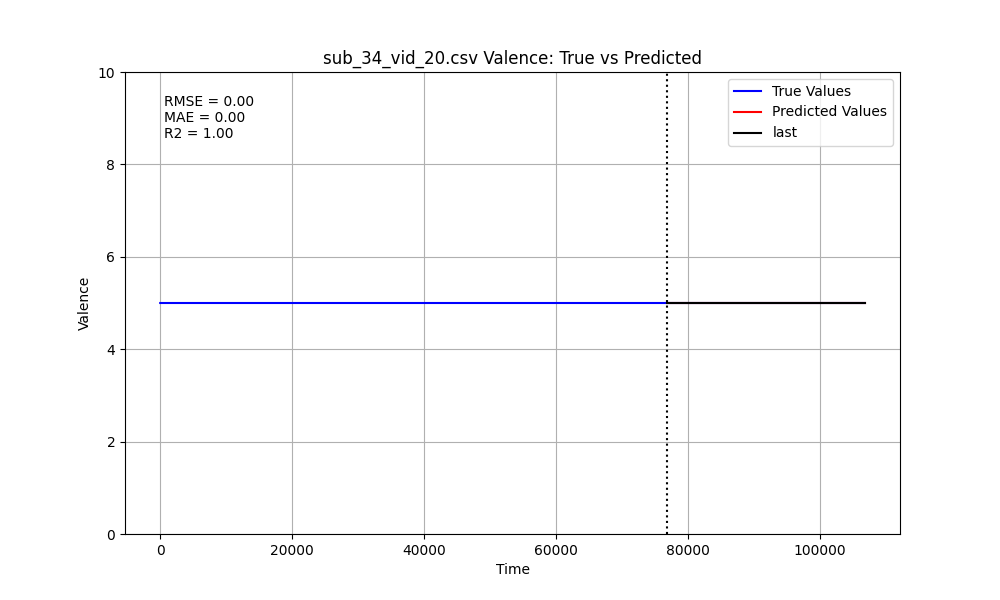 sub_34_vid_20.csv Valence: True vs Predicted
RMSE = 0.00
MAE = 0.00
R2 = 1.00
True Values
Predicted Values
last
10
8
6
4
2
0
Valence
0
20000
40000
60000
80000
100000
Time